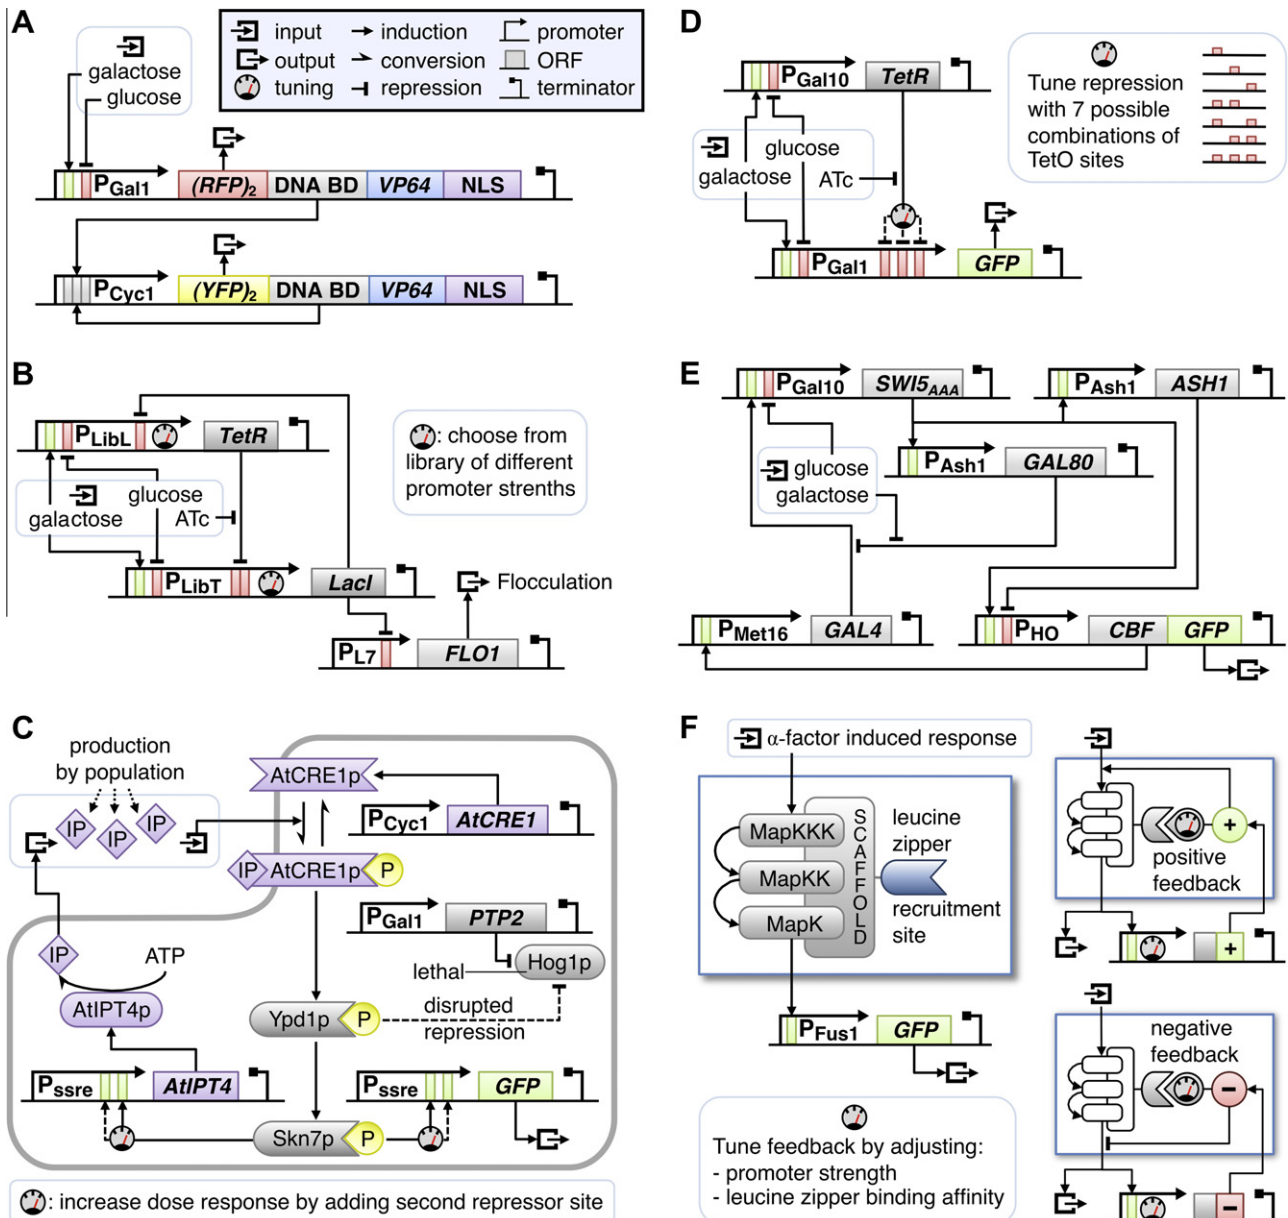 A
input
induction
promoter
output
conversion
ORF
tuning
repression
terminator
galactose
glucose
PGal1
(RFP)2
DNA BD
VP64
NLS
PCyc1
(YFP)2
DNA BD
VP64
NLS
B
PLibL
TetR
: choose from
library of different
promoter strenths
glucose
galactose
ATc
PLibT
LacI
Flocculation
PL7
FLO1
C
production
by population
IP
IP
IP
AtCRE1p
PCyc1
AtCRE1
IP
AtCRE1p
P
PGal1
PTP2
IP
ATP
lethal
Hog1p
AtIPT4p
Ypd1p
P
disrupted
repression
Pssre
AtIPT4
Pssre
GFP
Skn7p
P
: increase dose response by adding second repressor site
D
PGal10
TetR
Tune repression
with 7 possible
combinations of
TetO sites
glucose
galactose
ATc
PGal1
GFP
E
PGal10
SWI5AAA
PAsh1
ASH1
PAsh1
GAL80
glucose
galactose
PMet16
GAL4
PHO
CBF
GFP
F
α-factor induced response
MapKKK
MapKK
MapK
SCAFFOLD
leucine
zipper
recruitment
site
PFus1
GFP
Tune feedback by adjusting:
- promoter strength
- leucine zipper binding affinity
+
positive
feedback
+
negative
feedback
−
−